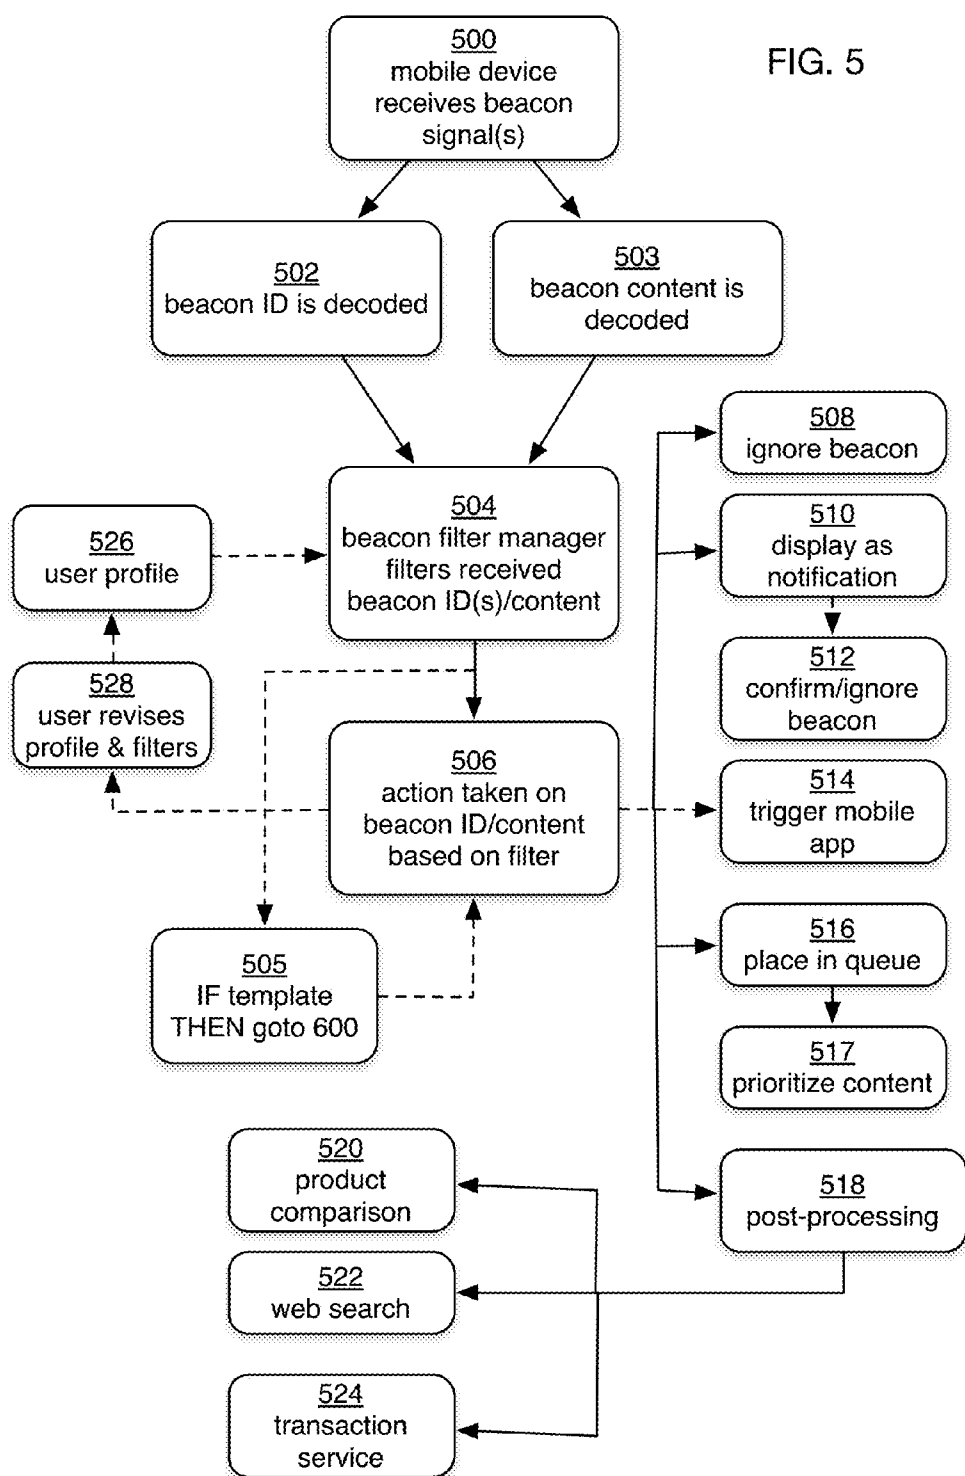 FIG. 5
500
mobile device
receives beacon
signal(s)
502
beacon ID is decoded
503
beacon content is
decoded
504
beacon filter manager
filters received
beacon ID(s)/content
526
user profile
528
user revises
profile & filters
506
action taken on
beacon ID/content
based on filter
505
IF template
THEN goto 600
508
ignore beacon
510
display as
notification
512
confirm/ignore
beacon
514
trigger mobile
app
516
place in queue
517
prioritize content
518
post-processing
520
product
comparison
522
web search
524
transaction
service